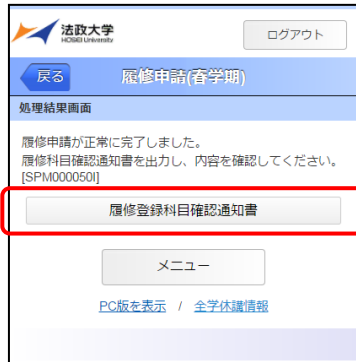 法政大学
HOSEI University
ログアウト
戻る
履修申請(春学期)
処理結果画面
履修申請が正常に完了しました。
履修科目確認通知書を出力し、内容を確認してください。
[SPM000050I]
履修登録科目確認通知書
メニュー
PC版を表示 / 全学休講情報